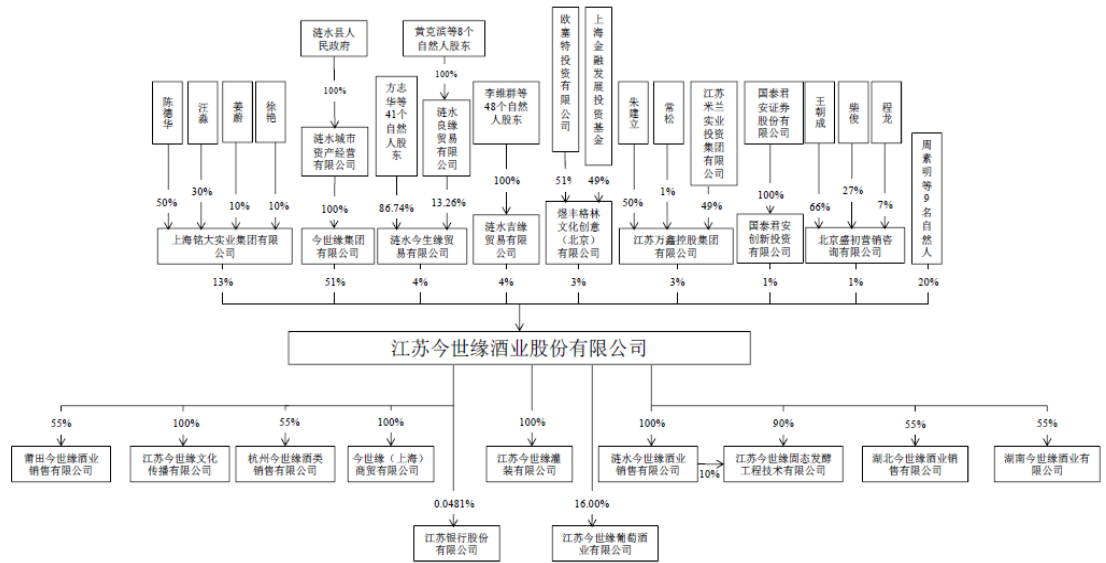 涟水县人
民政府
黄克滨等8个
自然人股东
欧塞特投资有限公司
上海金融发展投资基金
陈德华
汪淼
姜蔚
徐艳
100%
方志
华等
41个
自然
人股
东
100%
涟水
良缘
贸易
有限
公司
李维群等
48个自然
人股东
朱建立
常松
江苏
米兰
实业
投资
集团
有限
公司
国泰君
安证券
股份有
限公司
王朝成
柴俊
程龙
周素明等9名自然人
涟水城市
资产经营
有限公司
50%
30%
10%
10%
100%
86.74%
13.26%
100%
51%
49%
50%
1%
49%
100%
66%
27%
7%
上海铭大实业集团有限
公司
今世缘集团
有限公司
涟水今生缘贸
易有限公司
涟水吉缘
贸易有限
公司
煜丰格林
文化创意
（北京）有
限公司
江苏万鑫控股集团
有限公司
国泰君安
创新投资
有限公司
北京盛初营销咨
询有限公司
13%
51%
4%
4%
3%
3%
1%
1%
20%
江苏今世缘酒业股份有限公司
55%
100%
55%
100%
100%
100%
90%
55%
55%
莆田今世缘酒业
销售有限公司
江苏今世缘文化
传播有限公司
杭州今世缘酒类
销售有限公司
今世缘（上海）
商贸有限公司
江苏今世缘灌
装有限公司
涟水今世缘酒业
销售有限公司
10%
江苏今世缘固态发酵
工程技术有限公司
湖北今世缘酒业销
售有限公司
湖南今世缘酒业有
限公司
0.0481%
16.00%
江苏银行股份
有限公司
江苏今世缘葡萄酒
业有限公司